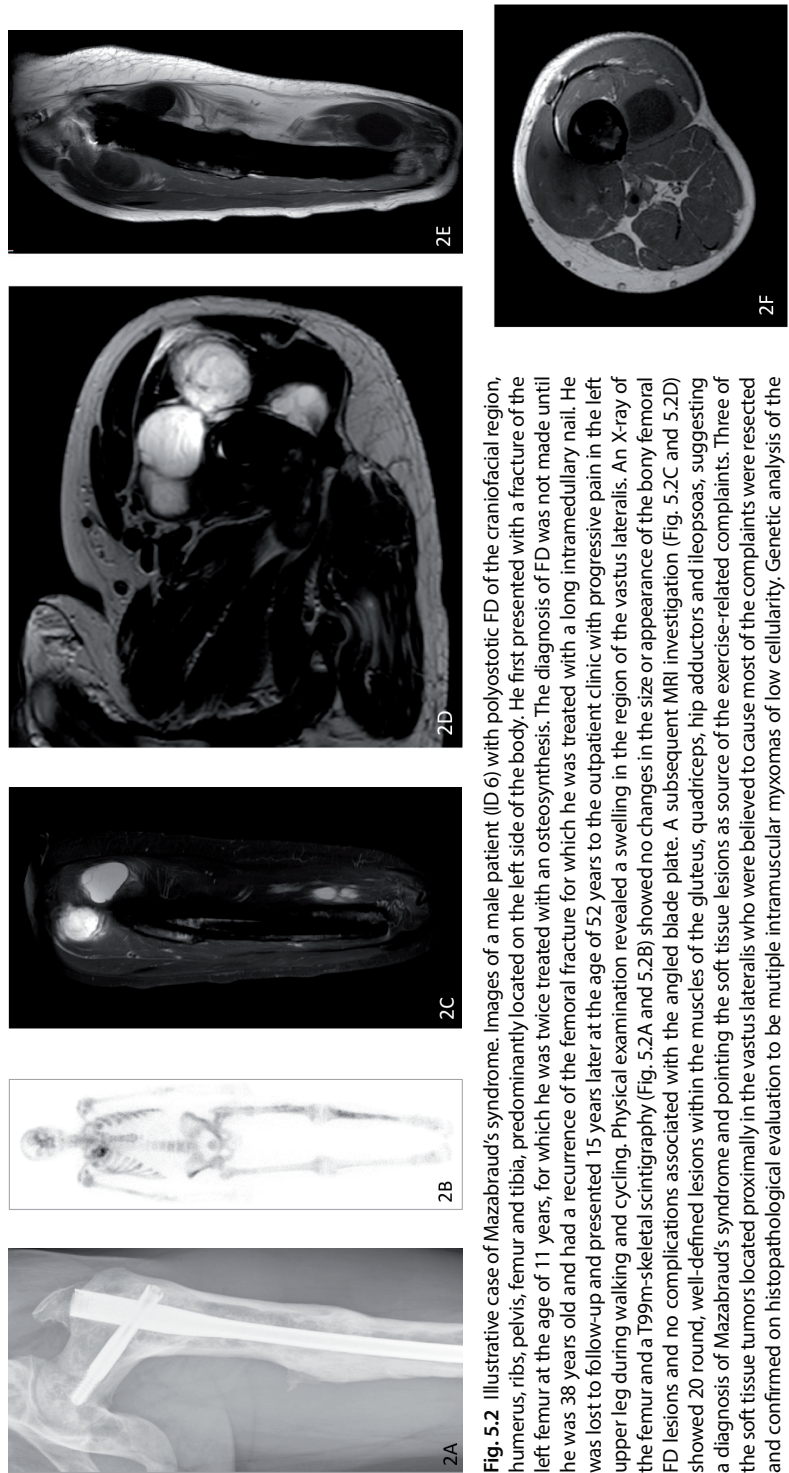 2A
2B
2C
2D
2E
2F
Fig. 5.2 Illustrative case of Mazabraud's syndrome. Images of a male patient (ID 6) with polyostotic FD of the craniofacial region,
humerus, ribs, pelvis, femur and tibia, predominantly located on the left side of the body. He first presented with a fracture of the
left femur at the age of 11 years, for which he was twice treated with an osteosynthesis. The diagnosis of FD was not made until
he was 38 years old and had a recurrence of the femoral fracture for which he was treated with a long intramedullary nail. He
was lost to follow-up and presented 15 years later at the age of 52 years to the outpatient clinic with progressive pain in the left
upper leg during walking and cycling. Physical examination revealed a swelling in the region of the vastus lateralis. An X-ray of
the femur and a T99m-skeletal scintigraphy (Fig. 5.2A and 5.2B) showed no changes in the size or appearance of the bony femoral
FD lesions and no complications associated with the angled blade plate. A subsequent MRI investigation (Fig. 5.2C and 5.2D)
showed 20 round, well-defined lesions within the muscles of the gluteus, quadriceps, hip adductors and ileopsoas, suggesting
a diagnosis of Mazabraud's syndrome and pointing the soft tissue lesions as source of the exercise-related complaints. Three of
the soft tissue tumors located proximally in the vastus lateralis who were believed to cause most of the complaints were resected
and confirmed on histopathological evaluation to be mutiple intramuscular myxomas of low cellularity. Genetic analysis of the